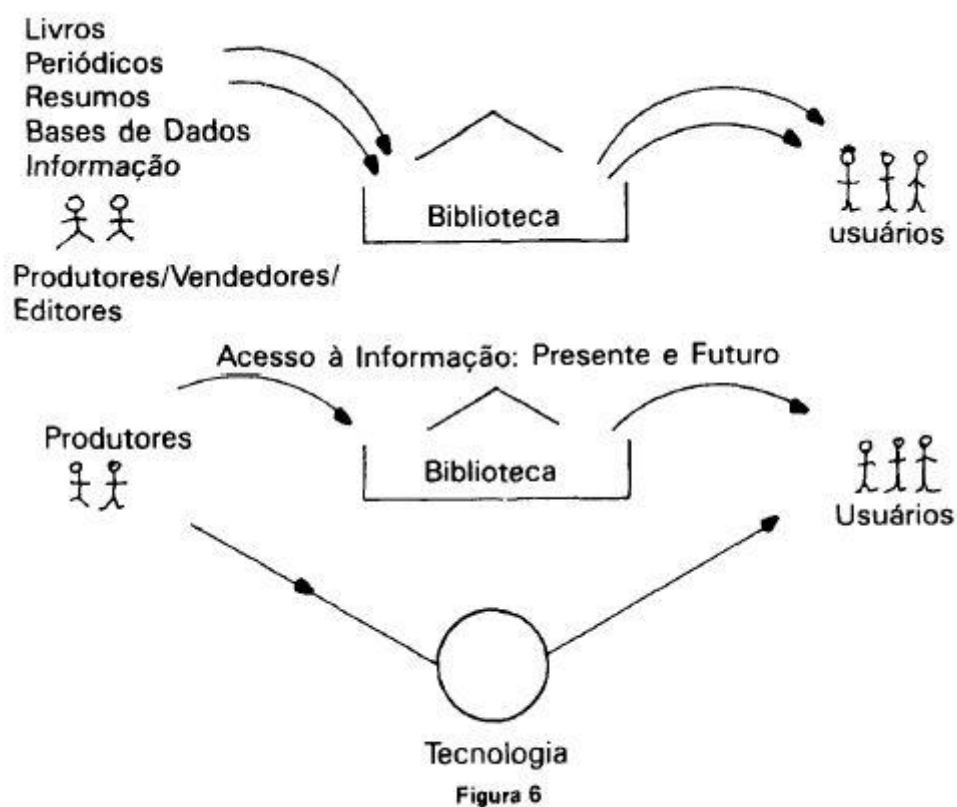 Livros
Periódicos
Resumos
Bases de Dados
Informação
Biblioteca
usuários
Produtores/Vendedores/
Editores
Acesso à Informação: Presente e Futuro
Produtores
Biblioteca
Usuários
Tecnologia
Figura 6